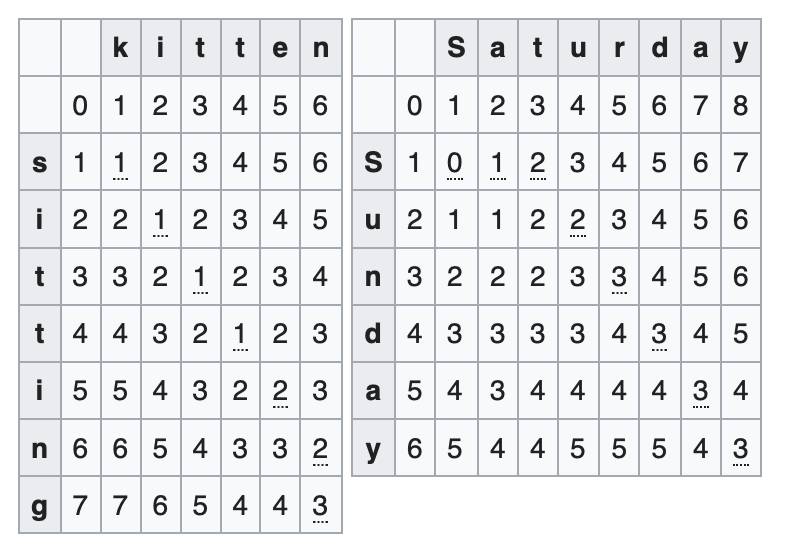 k i t t e n
0 1 2 3 4 5 6
s 1 1 2 3 4 5 6
i 2 2 1 2 3 4 5
t 3 3 2 1 2 3 4
t 4 4 3 2 1 2 3
i 5 5 4 3 2 2 3
n 6 6 5 4 3 3 2
g 7 7 6 5 4 4 3
S a t u r d a y
0 1 2 3 4 5 6 7 8
S 1 0 1 2 3 4 5 6 7
u 2 1 1 2 2 3 4 5 6
n 3 2 2 2 3 3 4 5 6
d 4 3 3 3 3 4 3 4 5
a 5 4 3 4 4 4 4 3 4
y 6 5 4 4 5 5 5 4 3